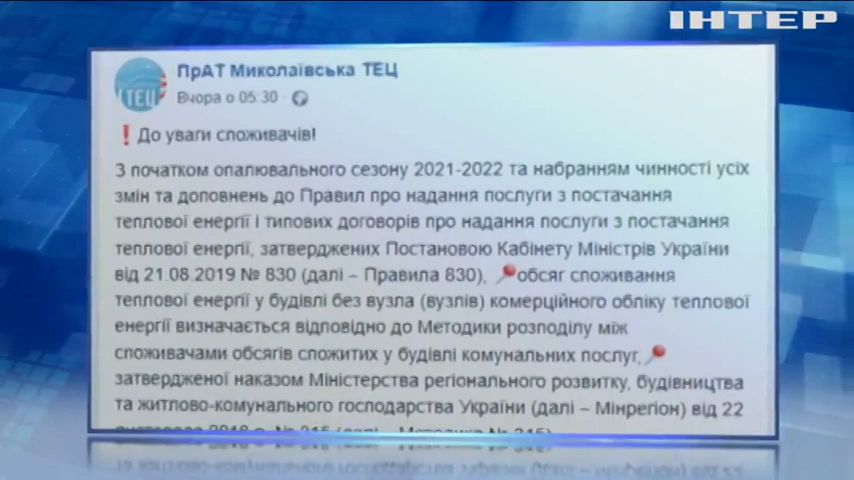 ІНТЕР
ПрАТ Миколаївська ТЕЦ
ТЕЦ
Вчора о 05:30
❗До уваги споживачів!
З початком опалювального сезону 2021-2022 та набранням чинності усіх
змін та доповнень до Правил про надання послуги з постачання
теплової енергії і типових договорів про надання послуги з постачання
теплової енергії, затверджених Постановою Кабінету Міністрів України
від 21.08.2019 № 830 (далі – Правила 830), 📍обсяг споживання
теплової енергії у будівлі без вузла (вузлів) комерційного обліку теплової
енергії визначається відповідно до Методики розподілу між
споживачами обсягів спожитих у будівлі комунальних послуг,📍
затвердженої наказом Міністерства регіонального розвитку, будівництва
та житлово-комунального господарства України (далі – Мінрегіон) від 22